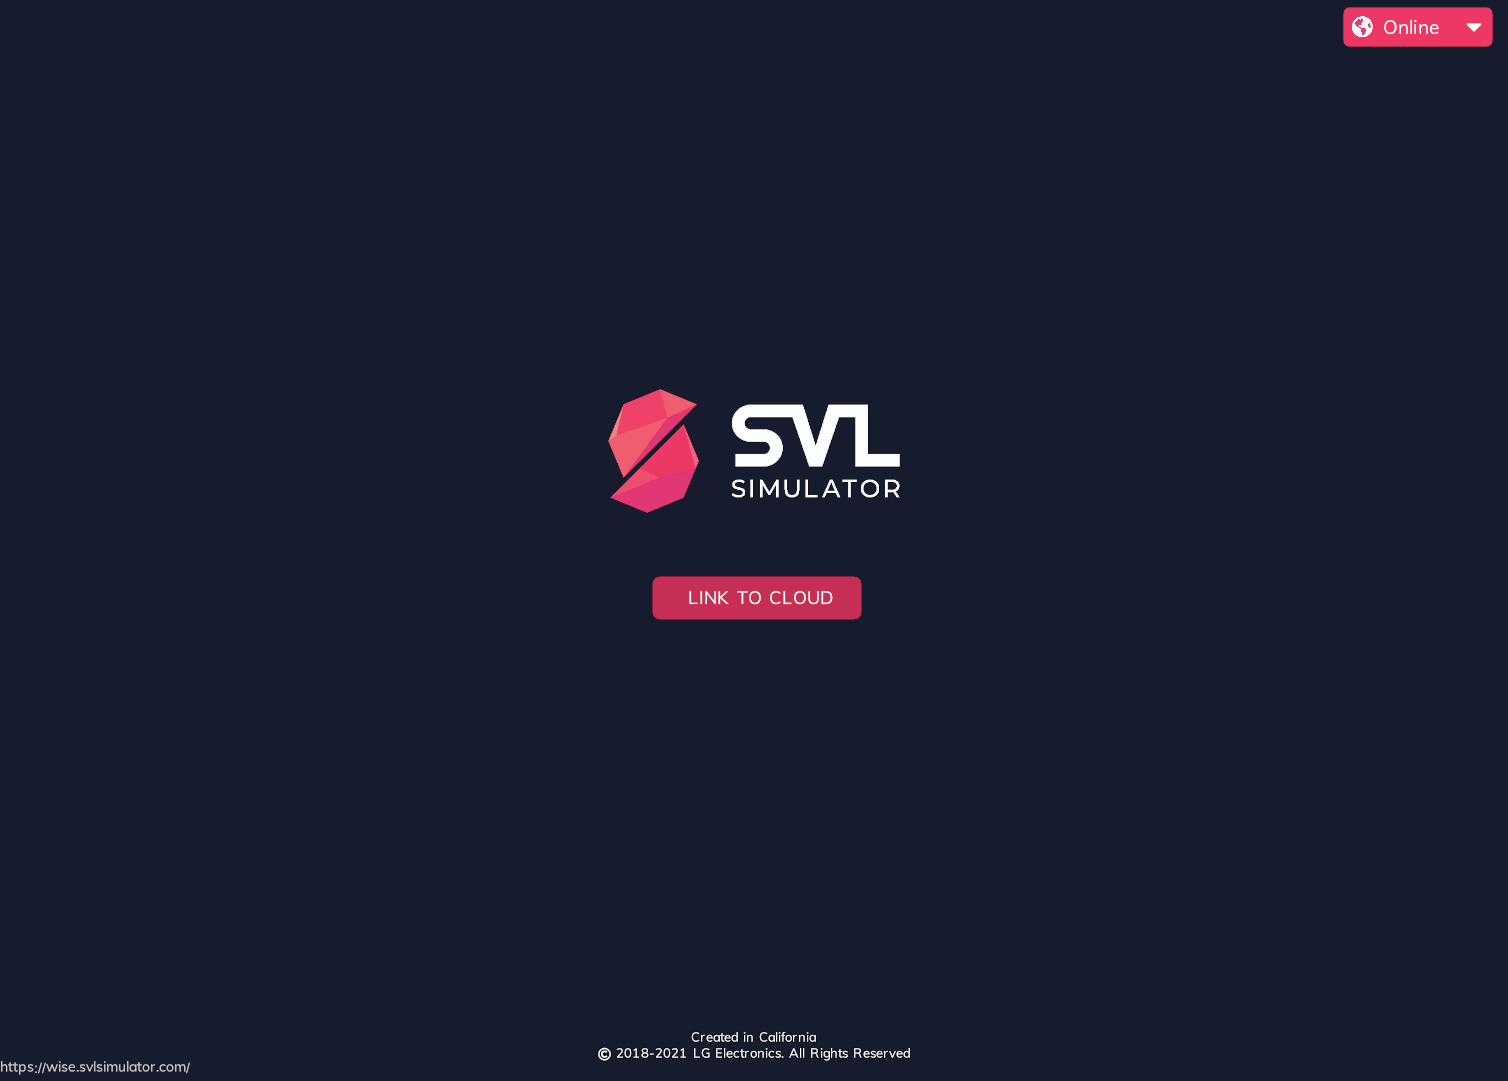 Online
SVL
SIMULATOR
LINK TO CLOUD
Created in California
© 2018-2021 LG Electronics. All Rights Reserved
https://wise.svlsimulator.com/